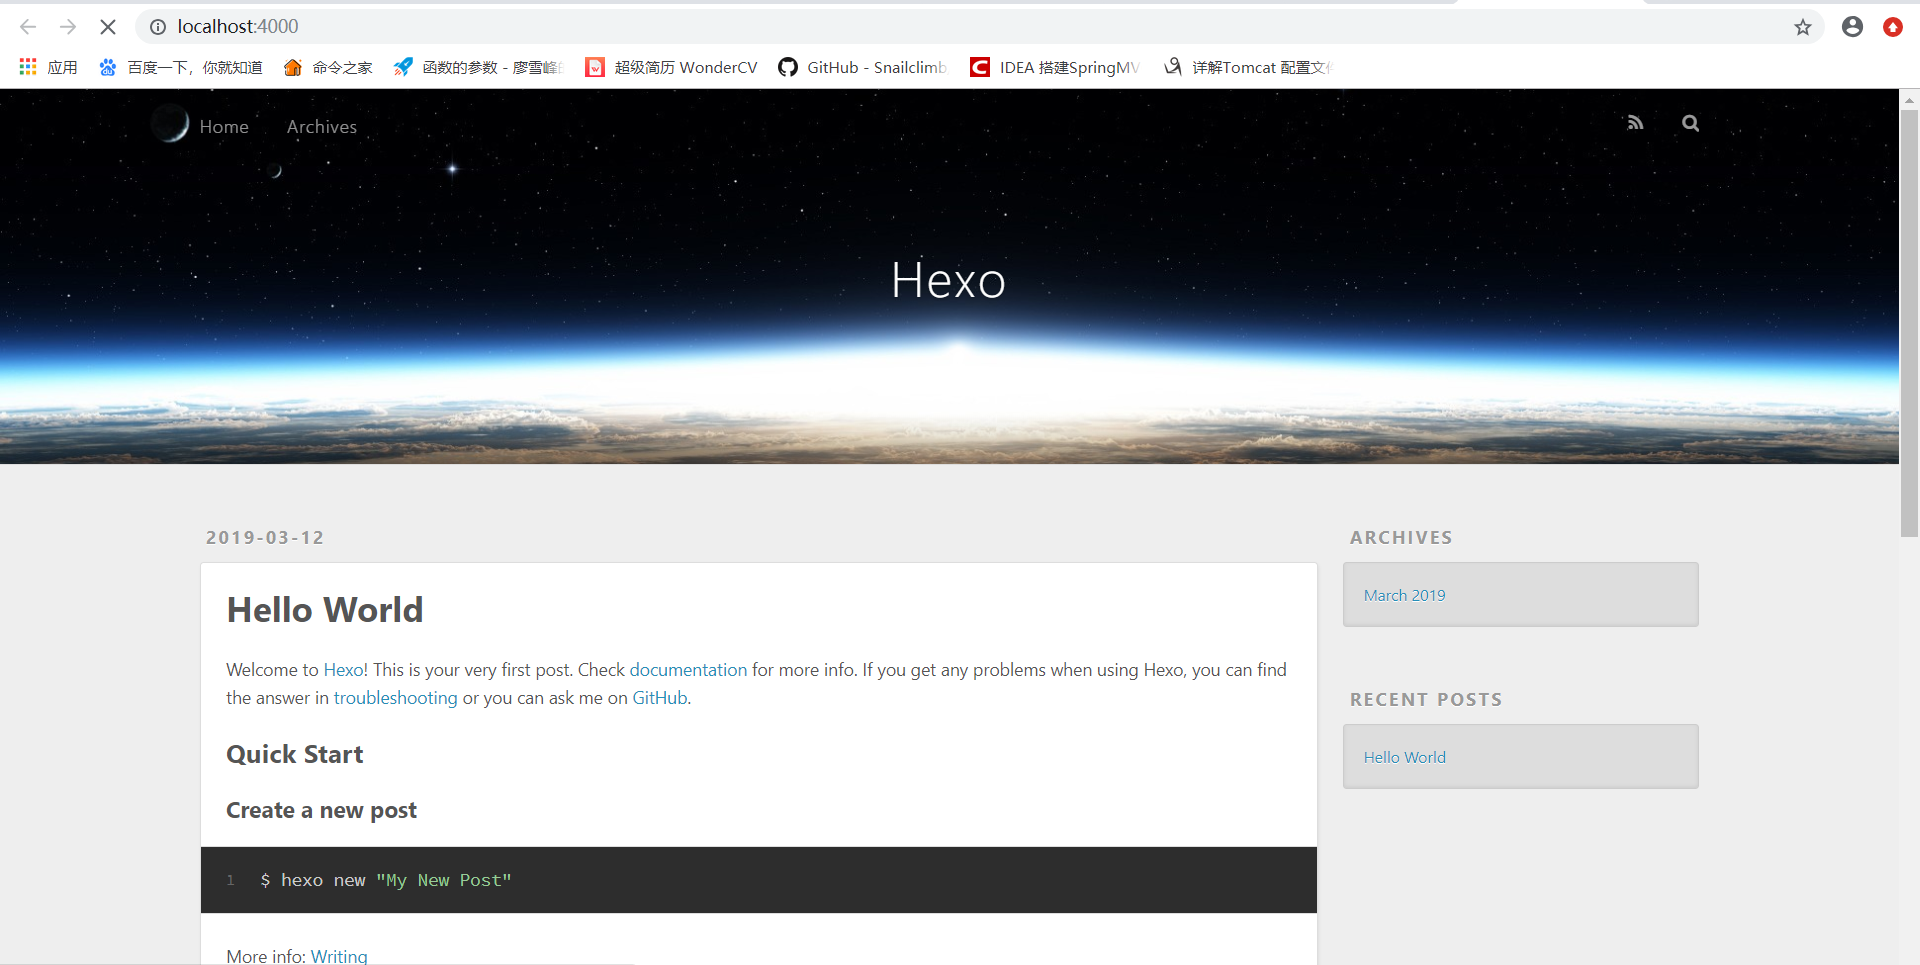 localhost:4000
应用 百度一下，你就知道 命令之家 函数的参数 - 廖雪峰 超级简历 WonderCV GitHub - Snailclimb IDEA 搭建SpringMV 详解Tomcat 配置文
Home Archives
Hexo
2019-03-12
ARCHIVES
Hello World
March 2019
Welcome to Hexo! This is your very first post. Check documentation for more info. If you get any problems when using Hexo, you can find
the answer in troubleshooting or you can ask me on GitHub.
RECENT POSTS
Quick Start
Hello World
Create a new post
1 $ hexo new "My New Post"
More info: Writing